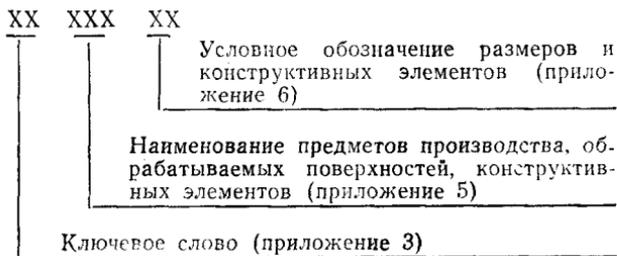 XX XXX XX
Условное обозначение размеров и
конструктивных элементов (прило-
жение 6)
Наименование предметов производства, об-
рабатываемых поверхностей, конструктив-
ных элементов (приложение 5)
Ключевое слово (приложение 3)